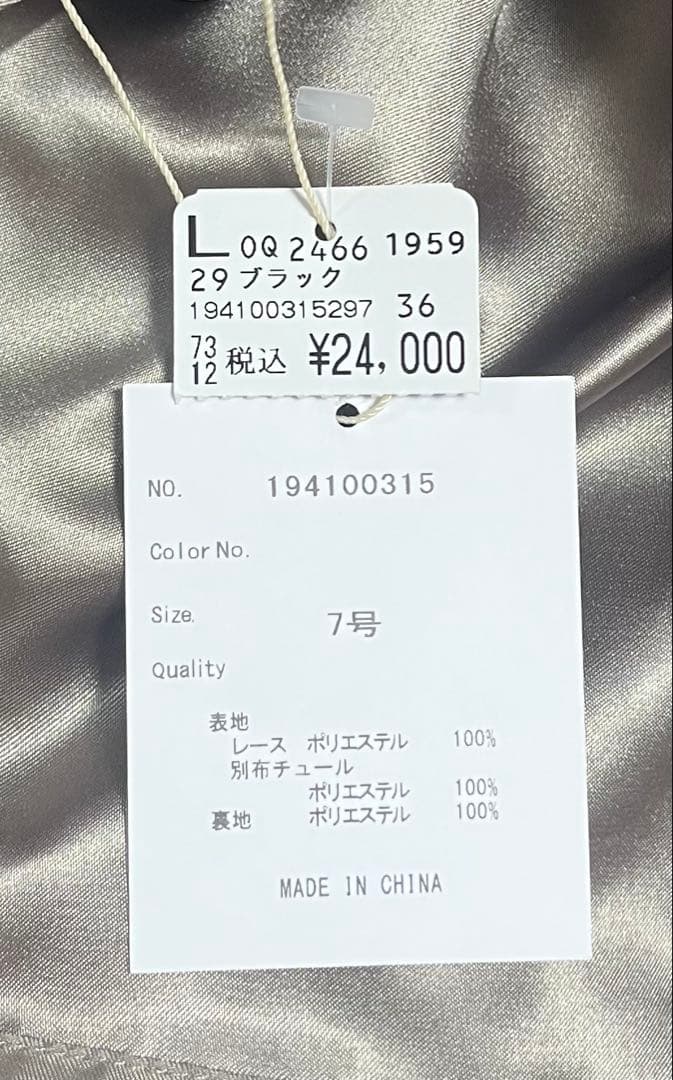 L 0Q 2466 1959
29 ブラック
194100315297 36
73
12 税込 ¥24,000
NO. 194100315
Color No.
Size. 7号
Quality
表地
レース ポリエステル 100%
別布チュール
ポリエステル 100%
裏地 ポリエステル 100%
MADE IN CHINA